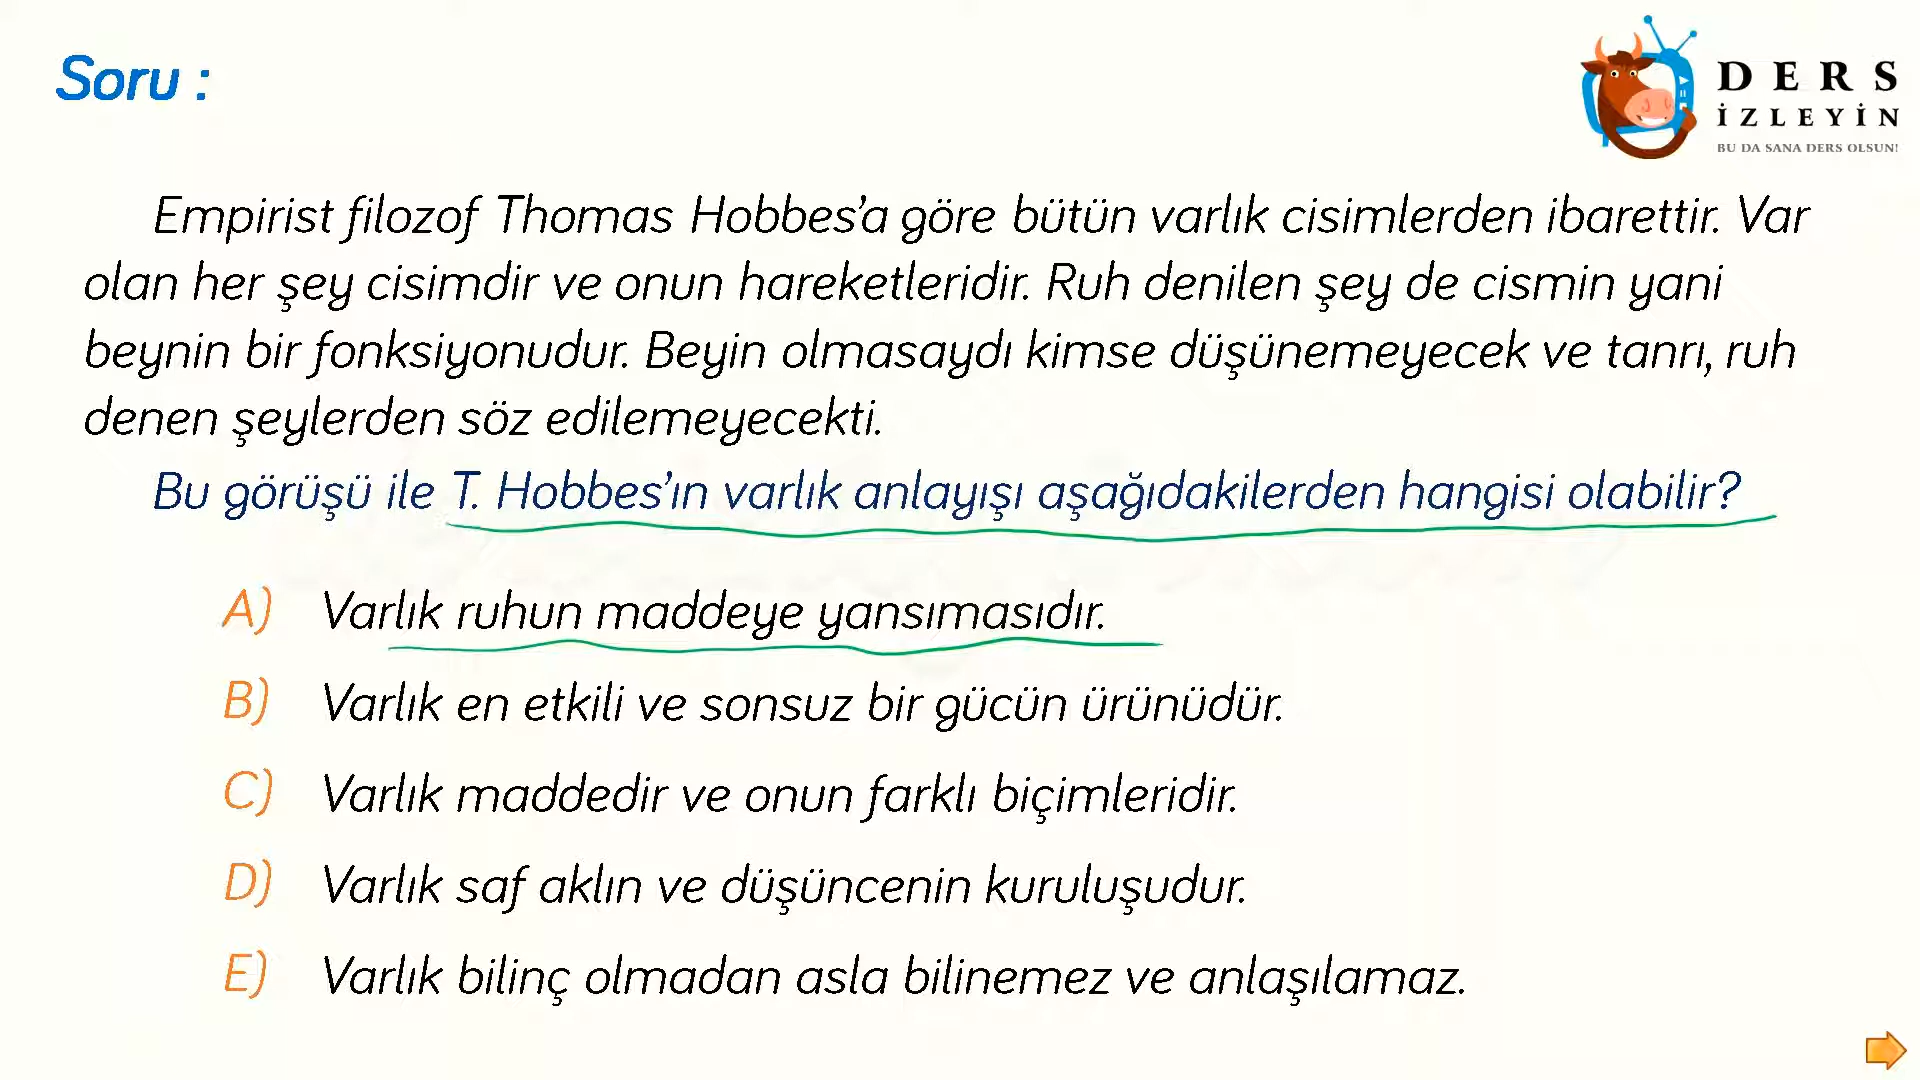 Soru :
DERS
İZLEYİN
BU DA SANA DERS OLSUN!
Empirist filozof Thomas Hobbes’a göre bütün varlık cisimlerden ibarettir. Var
olan her şey cisimdir ve onun hareketleridir. Ruh denilen şey de cismin yani
beynin bir fonksiyonudur. Beyin olmasaydı kimse düşünemeyecek ve tanrı, ruh
denen şeylerden söz edilemeyecekti.
Bu görüşü ile T. Hobbes’ın varlık anlayışı aşağıdakilerden hangisi olabilir?
A) Varlık ruhun maddeye yansımasıdır.
B) Varlık en etkili ve sonsuz bir gücün ürünüdür.
C) Varlık maddedir ve onun farklı biçimleridir.
D) Varlık saf aklın ve düşüncenin kuruluşudur.
E) Varlık bilinç olmadan asla bilinemez ve anlaşılamaz.